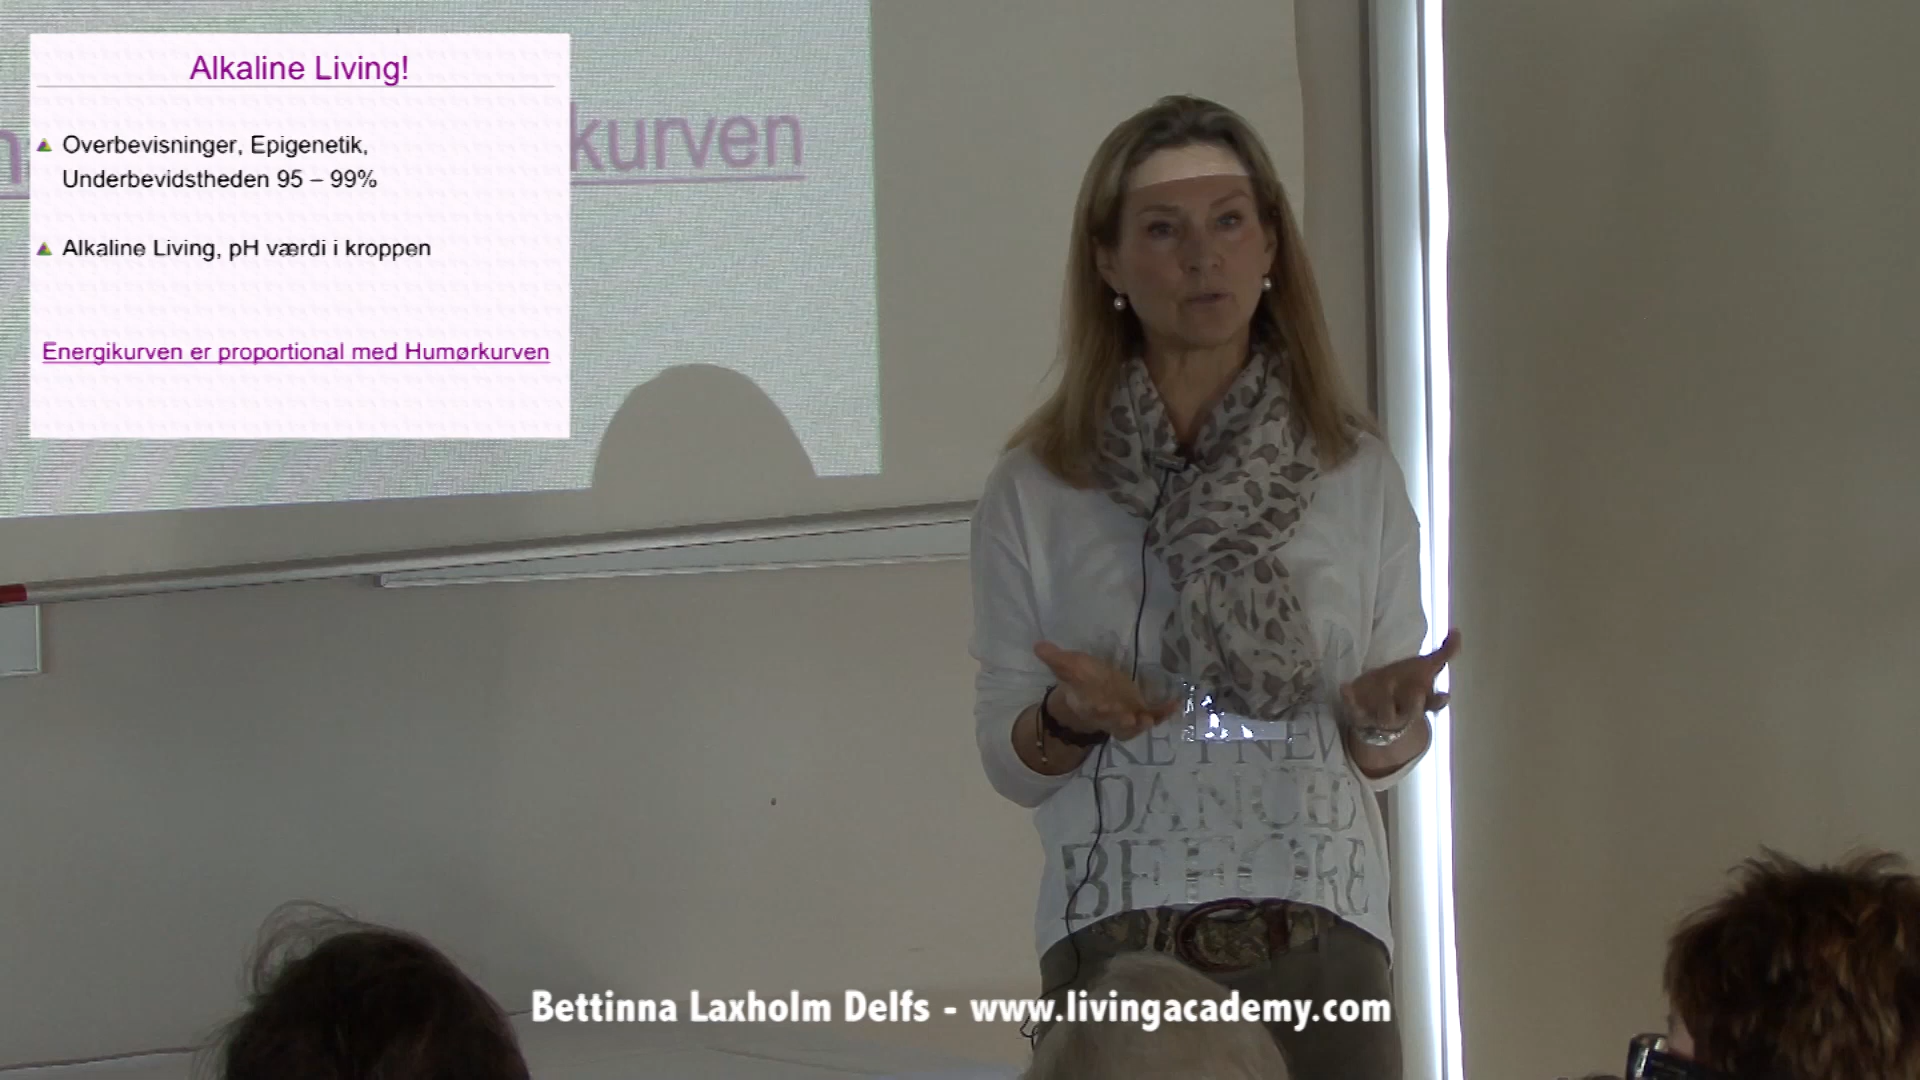 Alkaline Living!
Overbevisninger, Epigenetik,
Underbevidstheden 95 – 99%
Alkaline Living, pH værdi i kroppen
Energikurven er proportional med Humørkurven
kurven
DANCED
BEFORE
Bettinna Laxholm Delfs - www.livingacademy.com